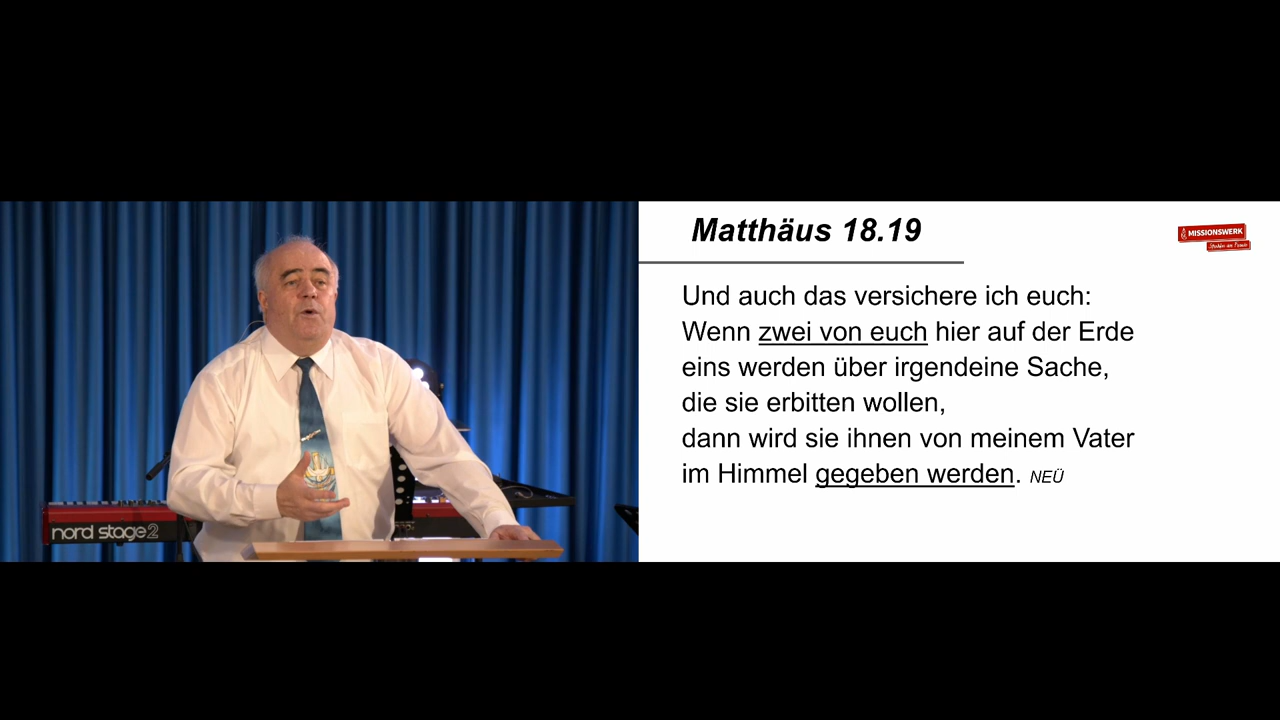 Matthäus 18.19
MISSIONSWERK
Und auch das versichere ich euch:
Wenn zwei von euch hier auf der Erde
eins werden über irgendeine Sache,
die sie erbitten wollen,
dann wird sie ihnen von meinem Vater
im Himmel gegeben werden. NEÜ
nord stage 2